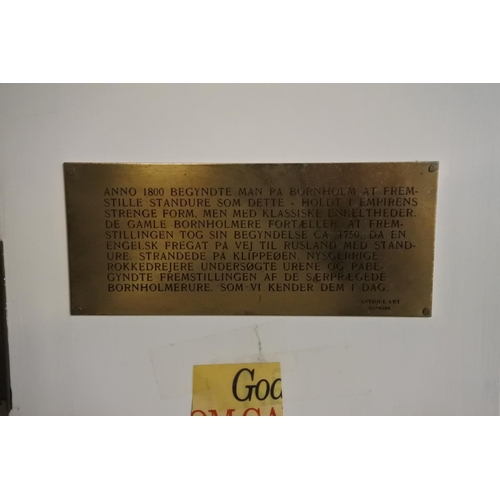 ANNO 1800 BEGYNDTE MAN PÅ BORNHOLM AT FREM-
STILLE STANDURE SOM DETTE - HOLDT I EMPIRENS
STRENGE FORM, MEN MED KLASSISKE ENKELTHEDER.
DE GAMLE BORNHOLMERE FORTÆLLER, AT FREM-
STILLINGEN TOG SIN BEGYNDELSE CA. 1750, DA EN
ENGELSK FREGAT PÅ VEJ TIL RUSLAND MED STAND-
URE, STRANDEDE PÅ KLIPPEØEN. NYSGERRIGE
ROKKEDREJERE UNDERSØGTE URENE OG PÅBE-
GYNDTE FREMSTILLINGEN AF DE SÆRPRÆGEDE
BORNHOLMERURE, SOM VI KENDER DEM I DAG.